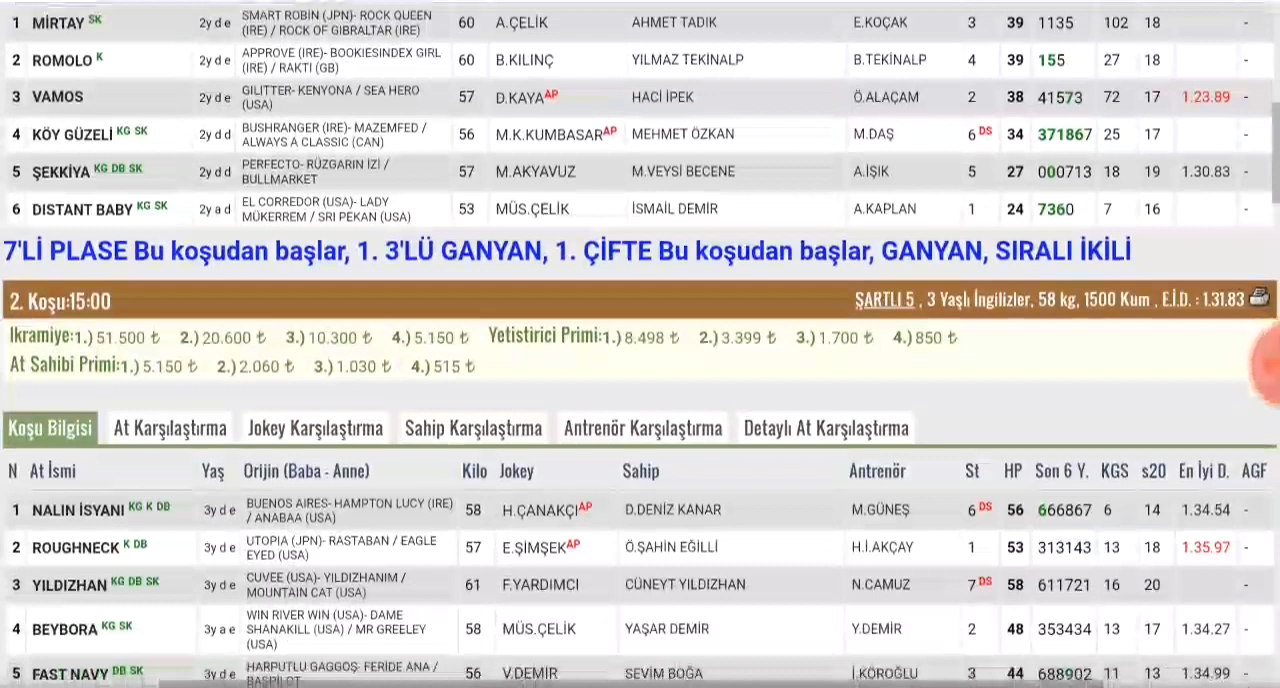 1 MİRTAY SK 2y d e SMART ROBIN (JPN)- ROCK QUEEN (IRE) / ROCK OF GIBRALTAR (IRE) 60 A.ÇELİK AHMET TADIK E.KOÇAK 3 39 1135 102 18 -
2 ROMOLO K 2y d e APPROVE (IRE)- BOOKIESINDEX GIRL (IRE) / RAKTI (GB) 60 B.KILINÇ YILMAZ TEKİNALP B.TEKİNALP 4 39 155 27 18 -
3 VAMOS 2y d e GILITTER- KENYONA / SEA HERO (USA) 57 D.KAYA AP HACİ İPEK Ö.ALAÇAM 2 38 41573 72 17 1.23.89 -
4 KÖY GÜZELİ KG SK 2y d d BUSHRANGER (IRE)- MAZEMFED / ALWAYS A CLASSIC (CAN) 56 M.K.KUMBASAR AP MEHMET ÖZKAN M.DAŞ 6 DS 34 371867 25 17 -
5 ŞEKKİYA KG DB SK 2y d d PERFECTO- RÜZGARIN İZİ / BULLMARKET 57 M.AKYAVUZ M.VEYSİ BECENE A.IŞIK 5 27 000713 18 19 1.30.83 -
6 DISTANT BABY KG SK 2y a d EL CORREDOR (USA)- LADY MÜKERREM / SRI PEKAN (USA) 53 MÜS.ÇELİK İSMAİL DEMİR A.KAPLAN 1 24 7360 7 16 -
7'Lİ PLASE Bu koşudan başlar, 1. 3'LÜ GANYAN, 1. ÇİFTE Bu koşudan başlar, GANYAN, SIRALI İKİLİ
2. Koşu:15:00 ŞARTLI 5 , 3 Yaşlı İngilizler, 58 kg, 1500 Kum , E.İ.D. : 1.31.83
Ikramiye:1.) 51.500 ₺ 2.) 20.600 ₺ 3.) 10.300 ₺ 4.) 5.150 ₺ Yetistirici Primi:1.) 8.498 ₺ 2.) 3.399 ₺ 3.) 1.700 ₺ 4.) 850 ₺
At Sahibi Primi:1.) 5.150 ₺ 2.) 2.060 ₺ 3.) 1.030 ₺ 4.) 515 ₺
Koşu Bilgisi At Karşılaştırma Jokey Karşılaştırma Sahip Karşılaştırma Antrenör Karşılaştırma Detaylı At Karşılaştırma
N At İsmi Yaş Orijin (Baba - Anne) Kilo Jokey Sahip Antrenör St HP Son 6 Y. KGS s20 En İyi D. AGF
1 NALIN İSYANI KG K DB 3y d e BUENOS AIRES- HAMPTON LUCY (IRE) / ANABAA (USA) 58 H.ÇANAKÇI AP D.DENİZ KANAR M.GÜNEŞ 6 DS 56 666867 6 14 1.34.54 -
2 ROUGHNECK K DB 3y d e UTOPIA (JPN)- RASTABAN / EAGLE EYED (USA) 57 E.ŞİMŞEK AP Ö.ŞAHİN EĞİLLİ H.İ.AKÇAY 1 53 313143 13 18 1.35.97 -
3 YILDIZHAN KG DB SK 3y d e CUVEE (USA)- YILDIZHANIM / MOUNTAIN CAT (USA) 61 F.YARDIMCI CÜNEYT YILDIZHAN N.CAMUZ 7 DS 58 611721 16 20 -
4 BEYBORA KG SK 3y a e WIN RIVER WIN (USA)- DAME SHANAKILL (USA) / MR GREELEY (USA) 58 MÜS.ÇELİK YAŞAR DEMİR Y.DEMİR 2 48 353434 13 17 1.34.27 -
5 FAST NAVY DB SK 3y d e HARPUTLU GAGGOŞ- FERİDE ANA / BAŞPİLOT 56 V.DEMİR SEVİM BOĞA İ.KÖROĞLU 3 44 688902 11 13 1.34.99 -